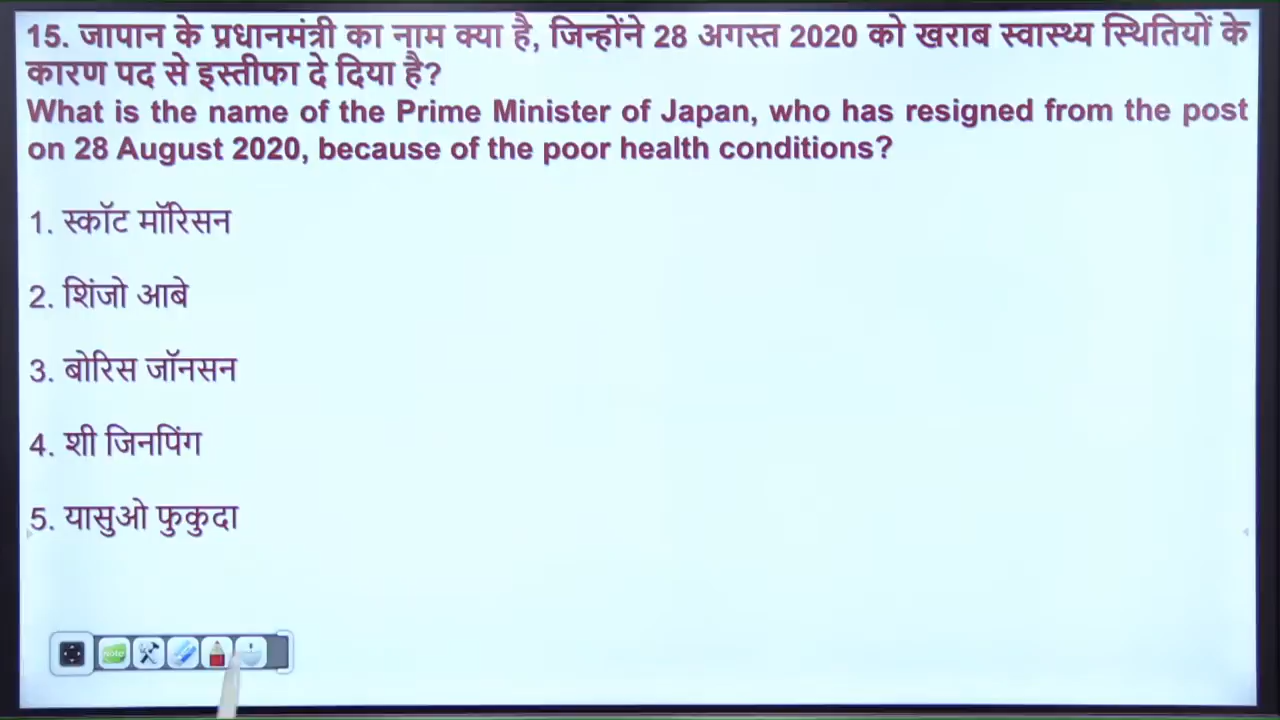 15. जापान के प्रधानमंत्री का नाम क्या है, जिन्होंने 28 अगस्त 2020 को खराब स्वास्थ्य स्थितियों के
कारण पद से इस्तीफा दे दिया है?
What is the name of the Prime Minister of Japan, who has resigned from the post
on 28 August 2020, because of the poor health conditions?
1. स्कॉट मॉरिसन
2. शिंजो आबे
3. बोरिस जॉनसन
4. शी जिनपिंग
5. यासुओ फुकुदा
note